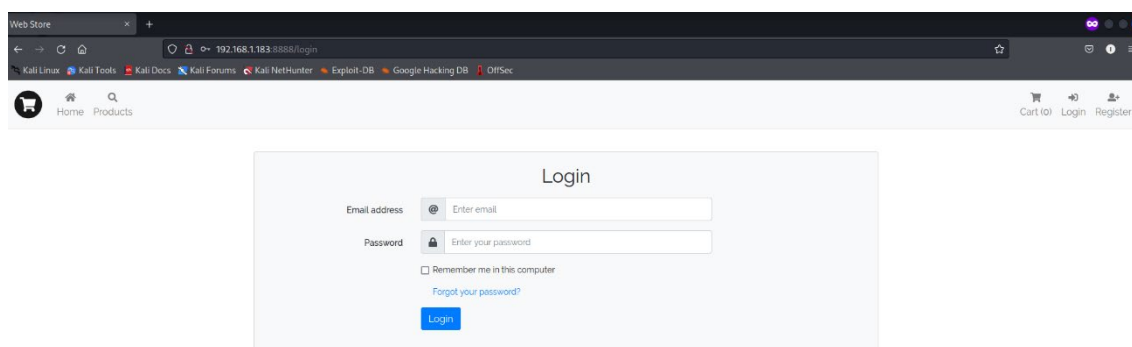 Web Store
192.168.1.183:8888/login
Kali Linux Kali Tools Kali Docs Kali Forums Kali NetHunter Exploit-DB Google Hacking DB OffSec
Home Products Cart (0) Login Register
Login
Email address @ Enter email
Password Enter your password
Remember me in this computer
Forgot your password?
Login